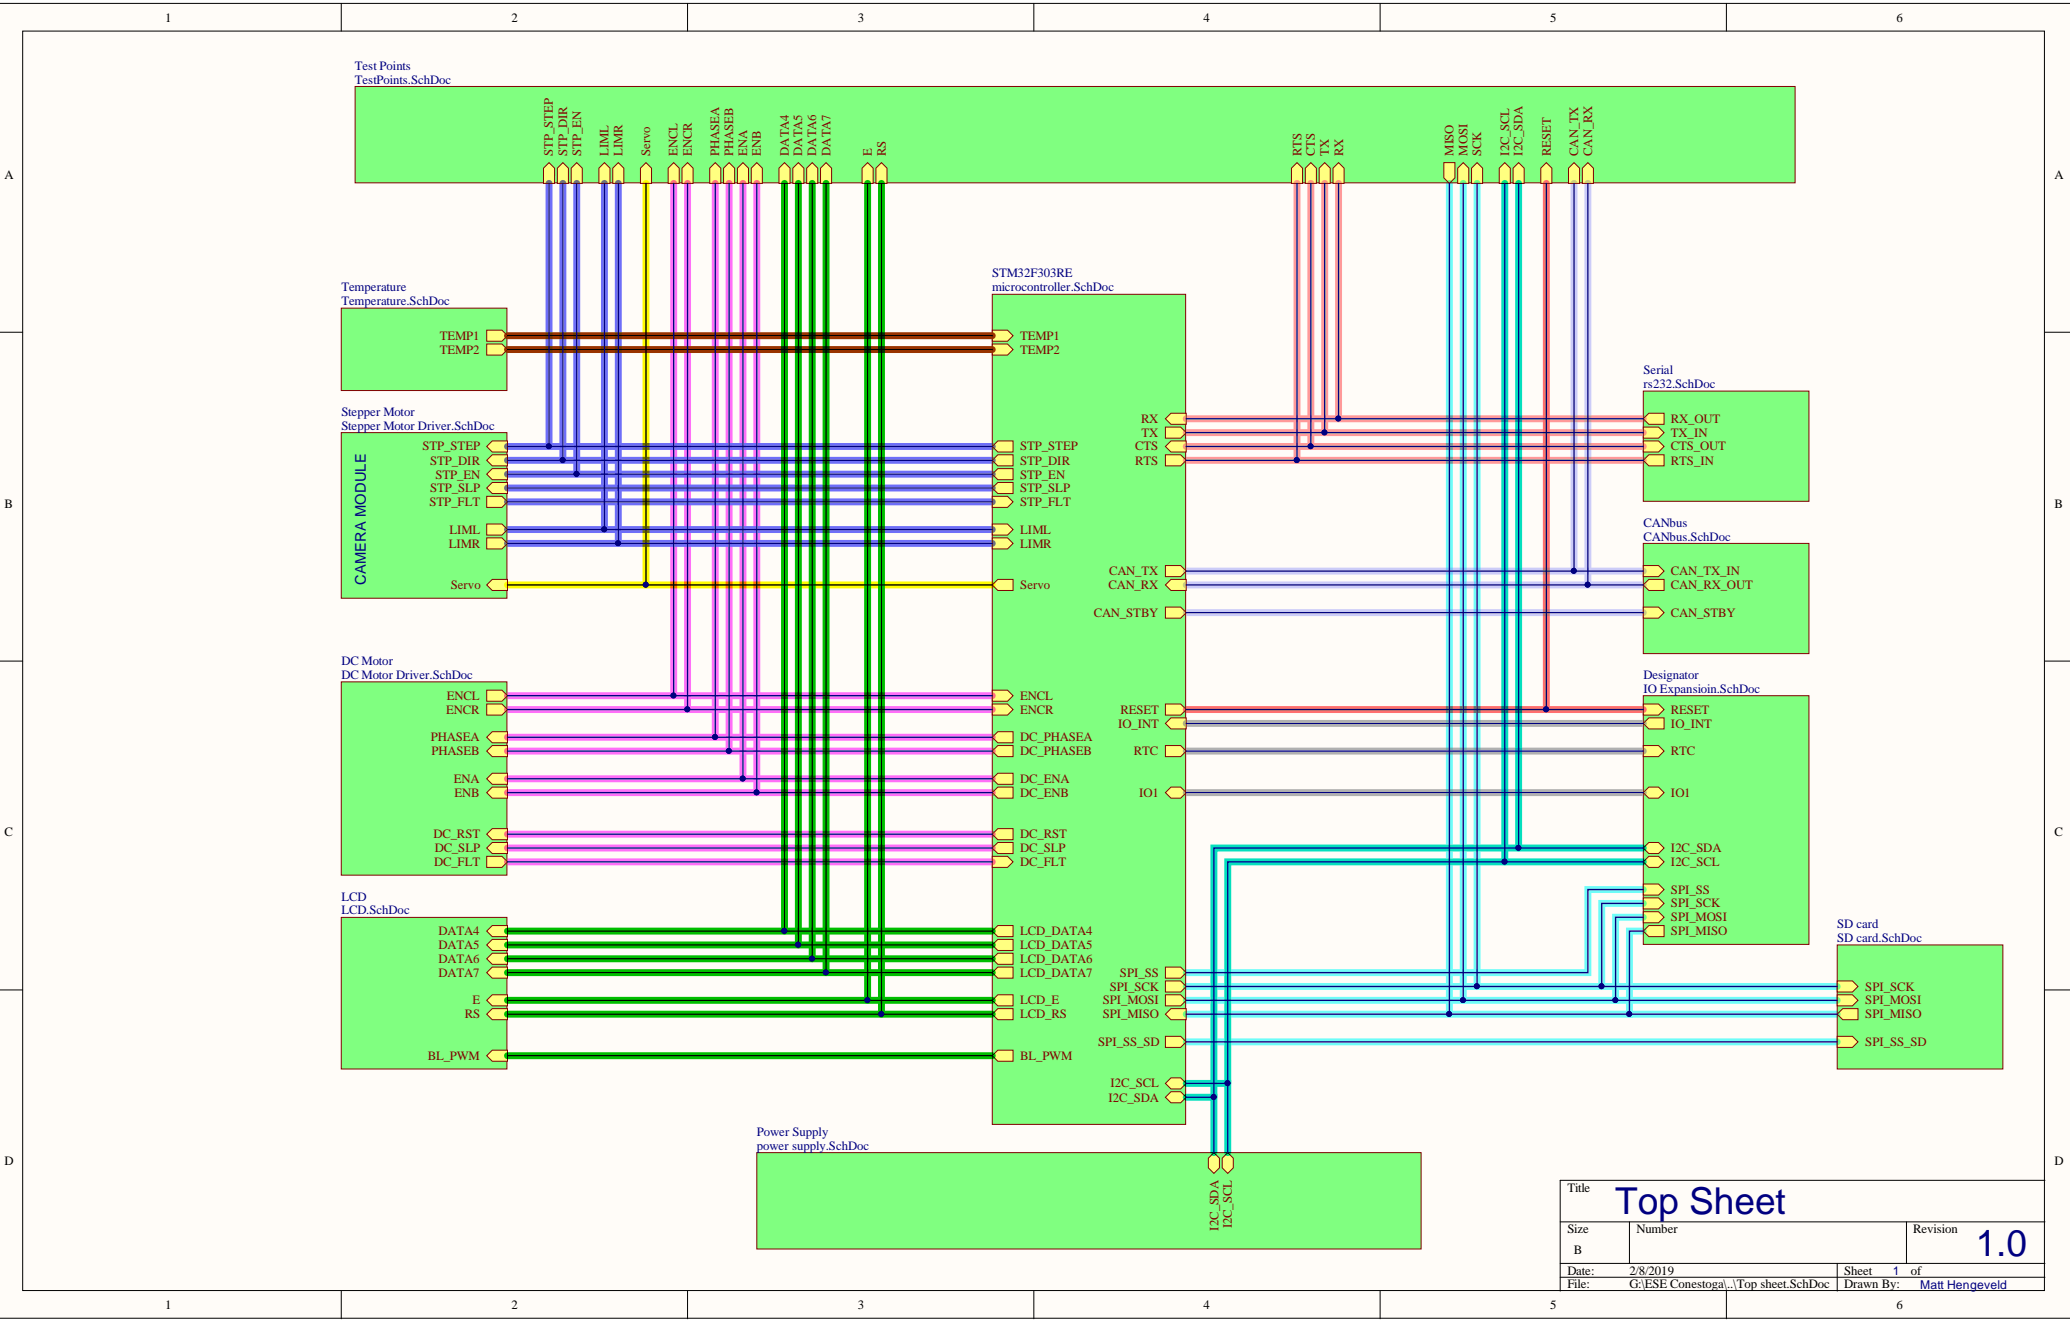 1 2 3 4 5 6
Test Points
TestPoints.SchDoc
STP_STEP
STP_DIR
STP_EN
LIML
LIMR
Servo
ENCL
ENCR
PHASEA
PHASEB
ENA
ENB
DATA4
DATA5
DATA6
DATA7
E
RS
RTS
CTS
TX
RX
MISO
MOSI
SCK
I2C_SCL
I2C_SDA
RESET
CAN_TX
CAN_RX
A A
Temperature
Temperature.SchDoc
TEMP1
TEMP2
Stepper Motor
Stepper Motor Driver.SchDoc
CAMERA MODULE
STP_STEP
STP_DIR
STP_EN
STP_SLP
STP_FLT
LIML
LIMR
Servo
B B
DC Motor
DC Motor Driver.SchDoc
ENCL
ENCR
PHASEA
PHASEB
ENA
ENB
DC_RST
DC_SLP
DC_FLT
C C
LCD
LCD.SchDoc
DATA4
DATA5
DATA6
DATA7
E
RS
BL_PWM
STM32F303RE
microcontroller.SchDoc
TEMP1
TEMP2
STP_STEP
STP_DIR
STP_EN
STP_SLP
STP_FLT
LIML
LIMR
Servo
ENCL
ENCR
DC_PHASEA
DC_PHASEB
DC_ENA
DC_ENB
DC_RST
DC_SLP
DC_FLT
LCD_DATA4
LCD_DATA5
LCD_DATA6
LCD_DATA7
LCD_E
LCD_RS
BL_PWM
RX
TX
CTS
RTS
CAN_TX
CAN_RX
CAN_STBY
RESET
IO_INT
RTC
IO1
SPI_SS
SPI_SCK
SPI_MOSI
SPI_MISO
SPI_SS_SD
I2C_SCL
I2C_SDA
Serial
rs232.SchDoc
RX_OUT
TX_IN
CTS_OUT
RTS_IN
CANbus
CANbus.SchDoc
CAN_TX_IN
CAN_RX_OUT
CAN_STBY
Designator
IO Expansioin.SchDoc
RESET
IO_INT
RTC
IO1
I2C_SDA
I2C_SCL
SPI_SS
SPI_SCK
SPI_MOSI
SPI_MISO
SD card
SD card.SchDoc
SPI_SCK
SPI_MOSI
SPI_MISO
SPI_SS_SD
Power Supply
power supply.SchDoc
I2C_SDA
I2C_SCL
D D
Title Top Sheet
Size Number Revision
B 1.0
Date: 2/8/2019 Sheet 1 of
File: G:\ESE Conestoga\..\Top sheet.SchDoc Drawn By: Matt Hengeveld
1 2 3 4 5 6